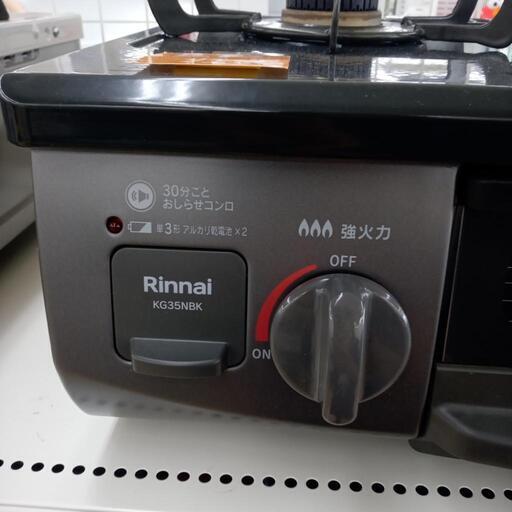 30分ごと
おしらせコンロ
単3形 アルカリ乾電池×2
強火力
OFF
Rinnai
KG35NBK
ON